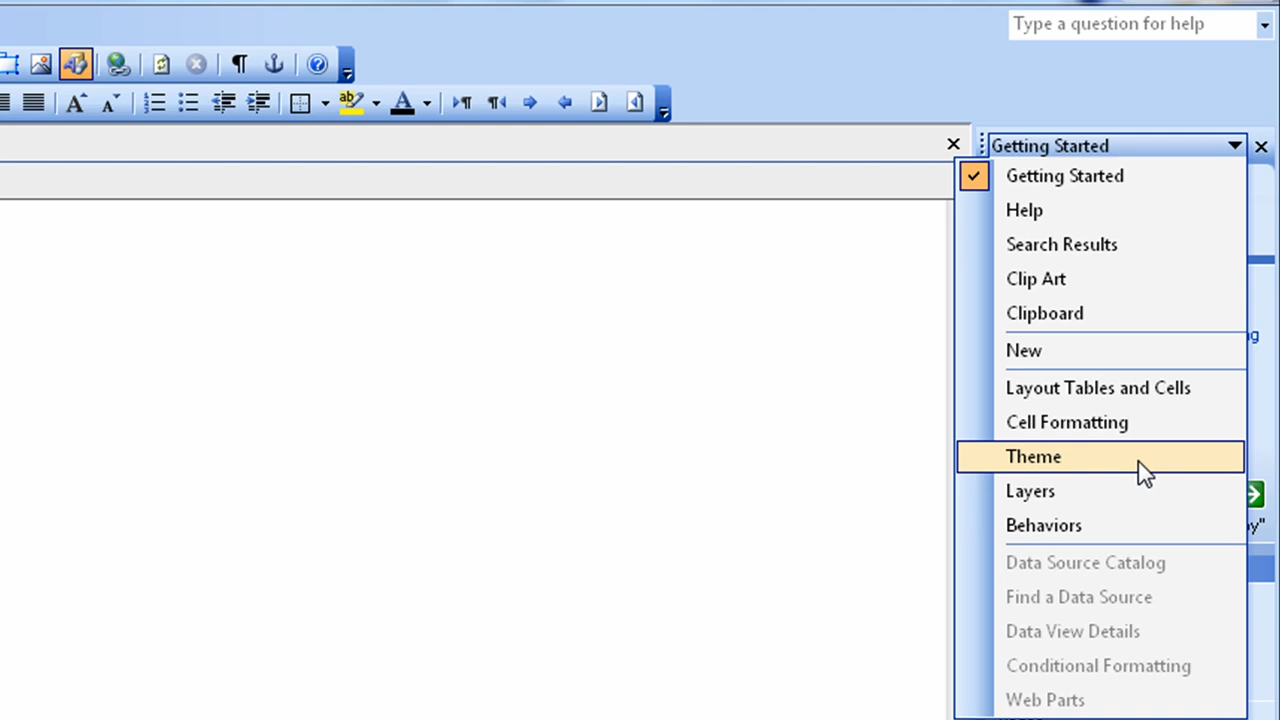 Type a question for help
Getting Started
Getting Started
Help
Search Results
Clip Art
Clipboard
New
Layout Tables and Cells
Cell Formatting
Theme
Layers
Behaviors
Data Source Catalog
Find a Data Source
Data View Details
Conditional Formatting
Web Parts